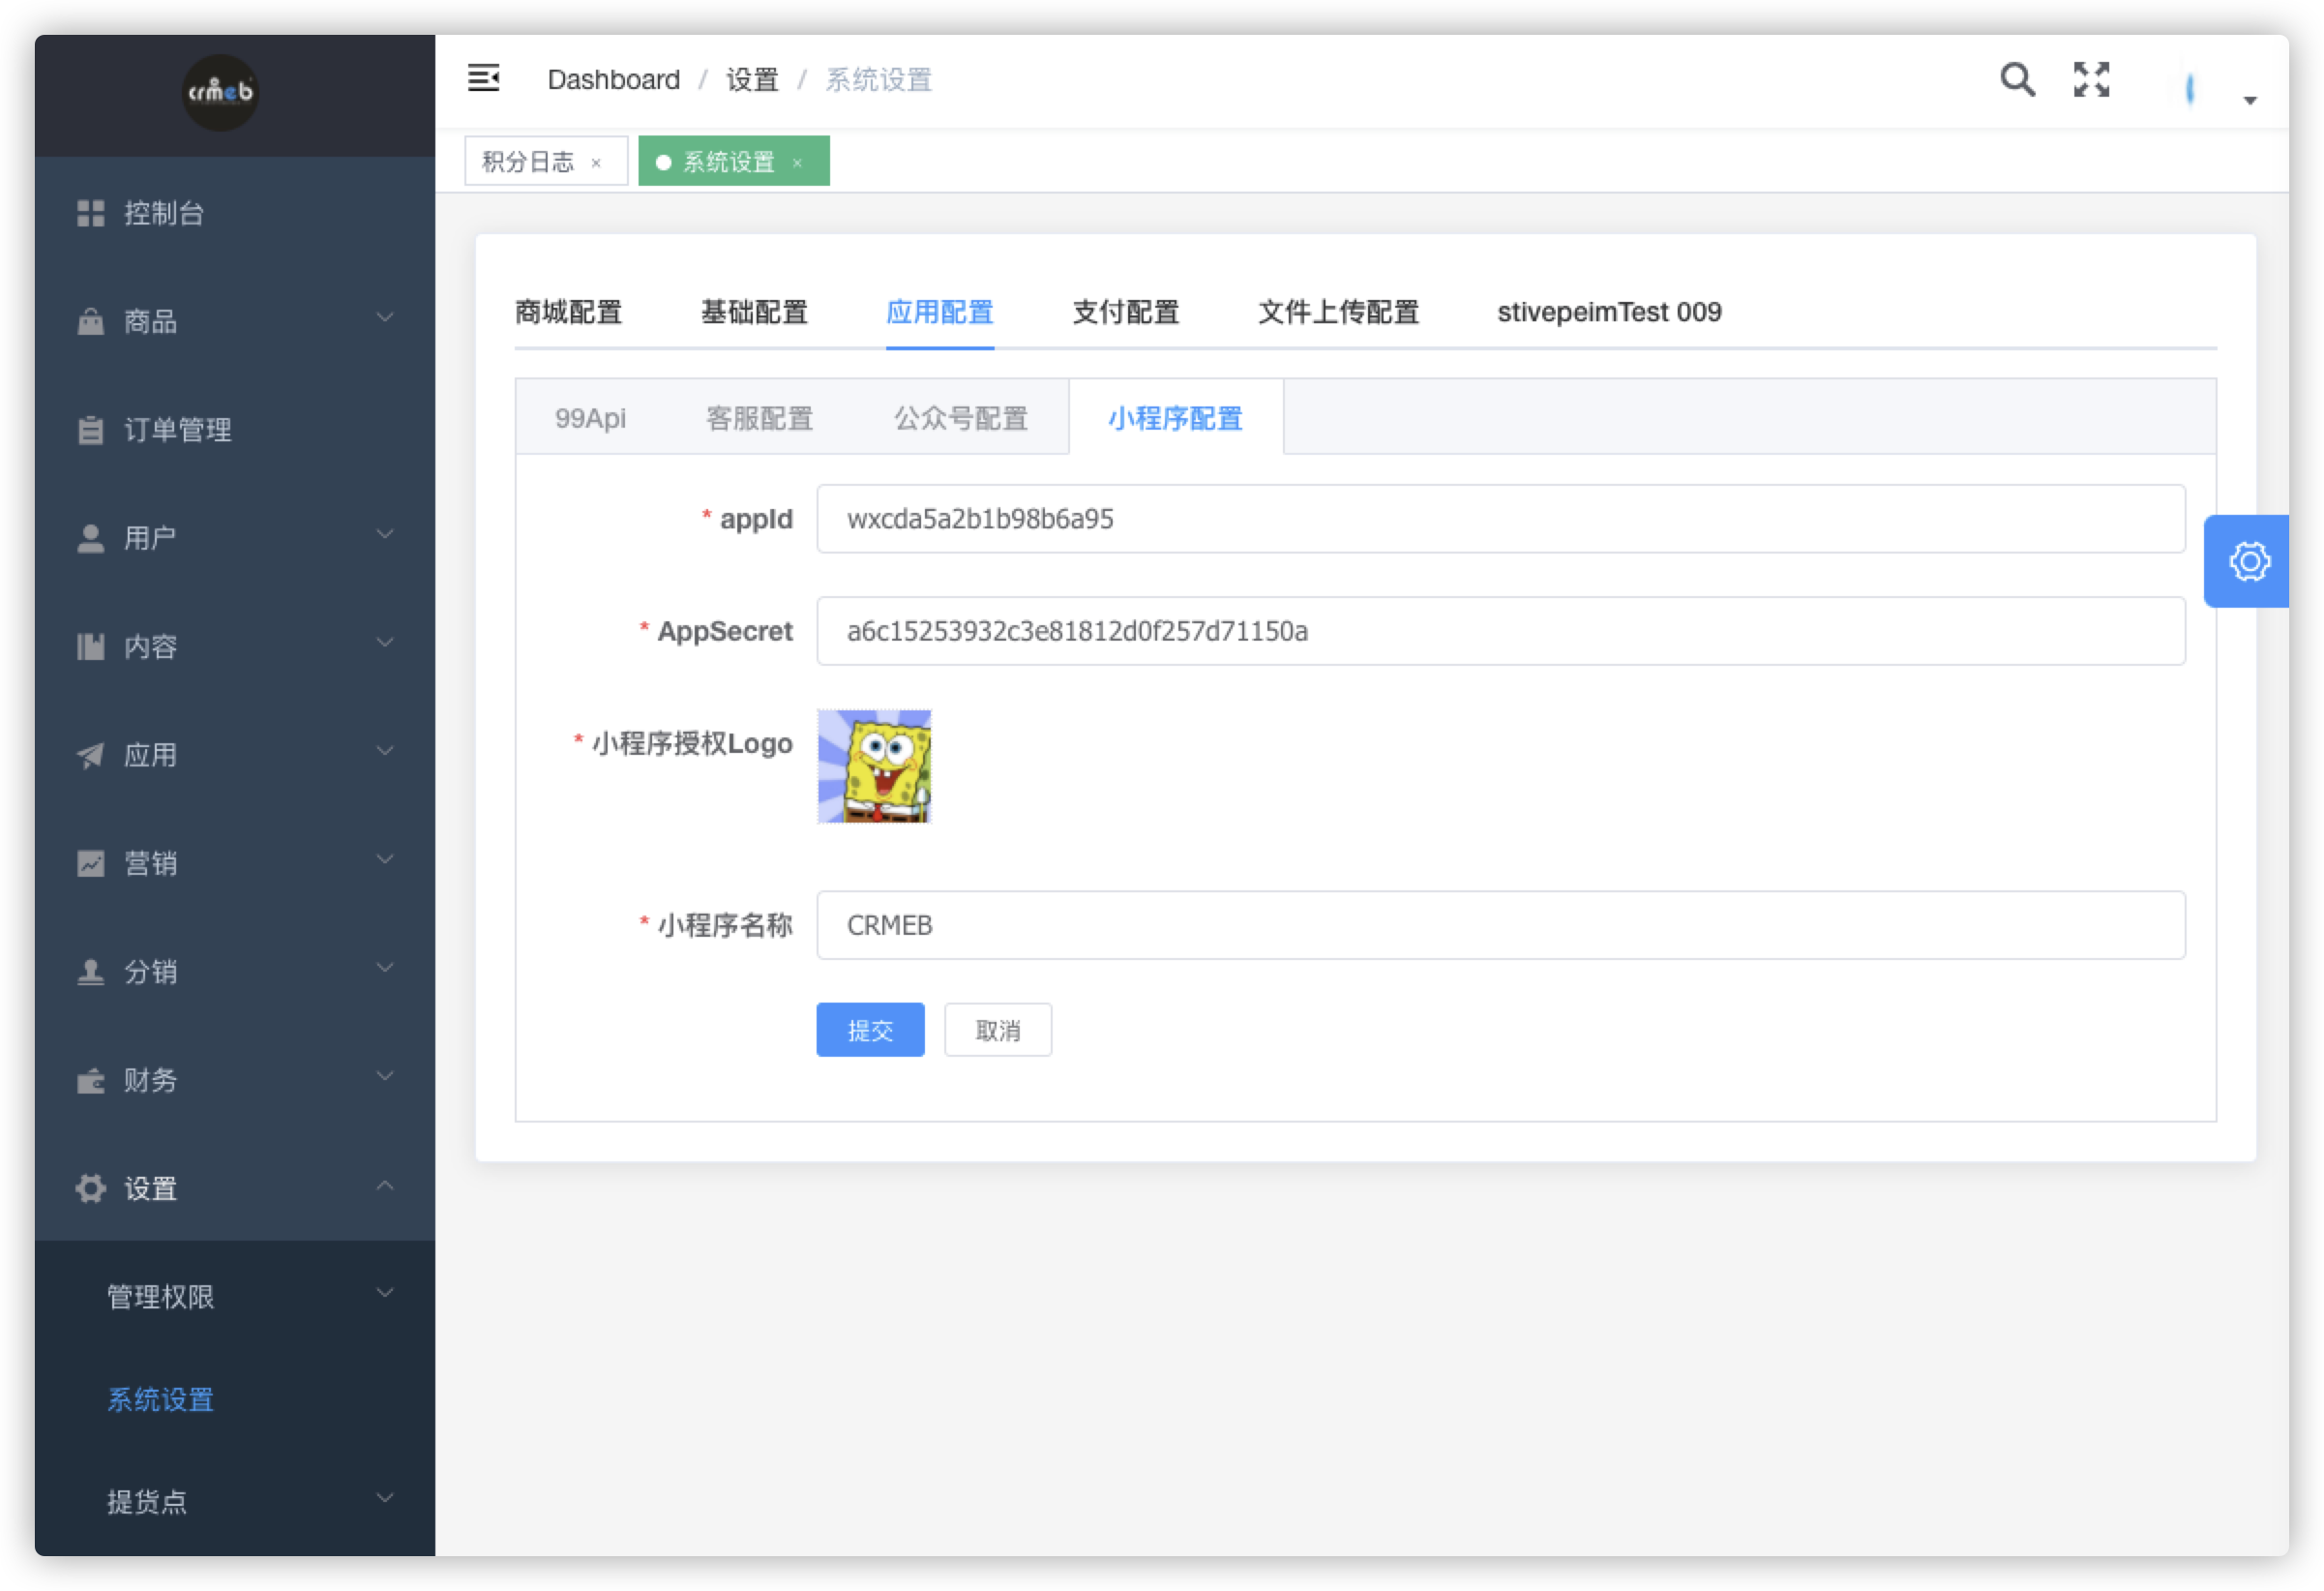 crmeb
Dashboard / 设置 / 系统设置
积分日志 × 系统设置 ×
控制台
商品
订单管理
用户
内容
应用
营销
分销
财务
设置
管理权限
系统设置
提货点
商城配置 基础配置 应用配置 支付配置 文件上传配置 stivepeimTest 009
99Api 客服配置 公众号配置 小程序配置
* appId wxcda5a2b1b98b6a95
* AppSecret a6c15253932c3e81812d0f257d71150a
* 小程序授权Logo
* 小程序名称 CRMEB
提交 取消